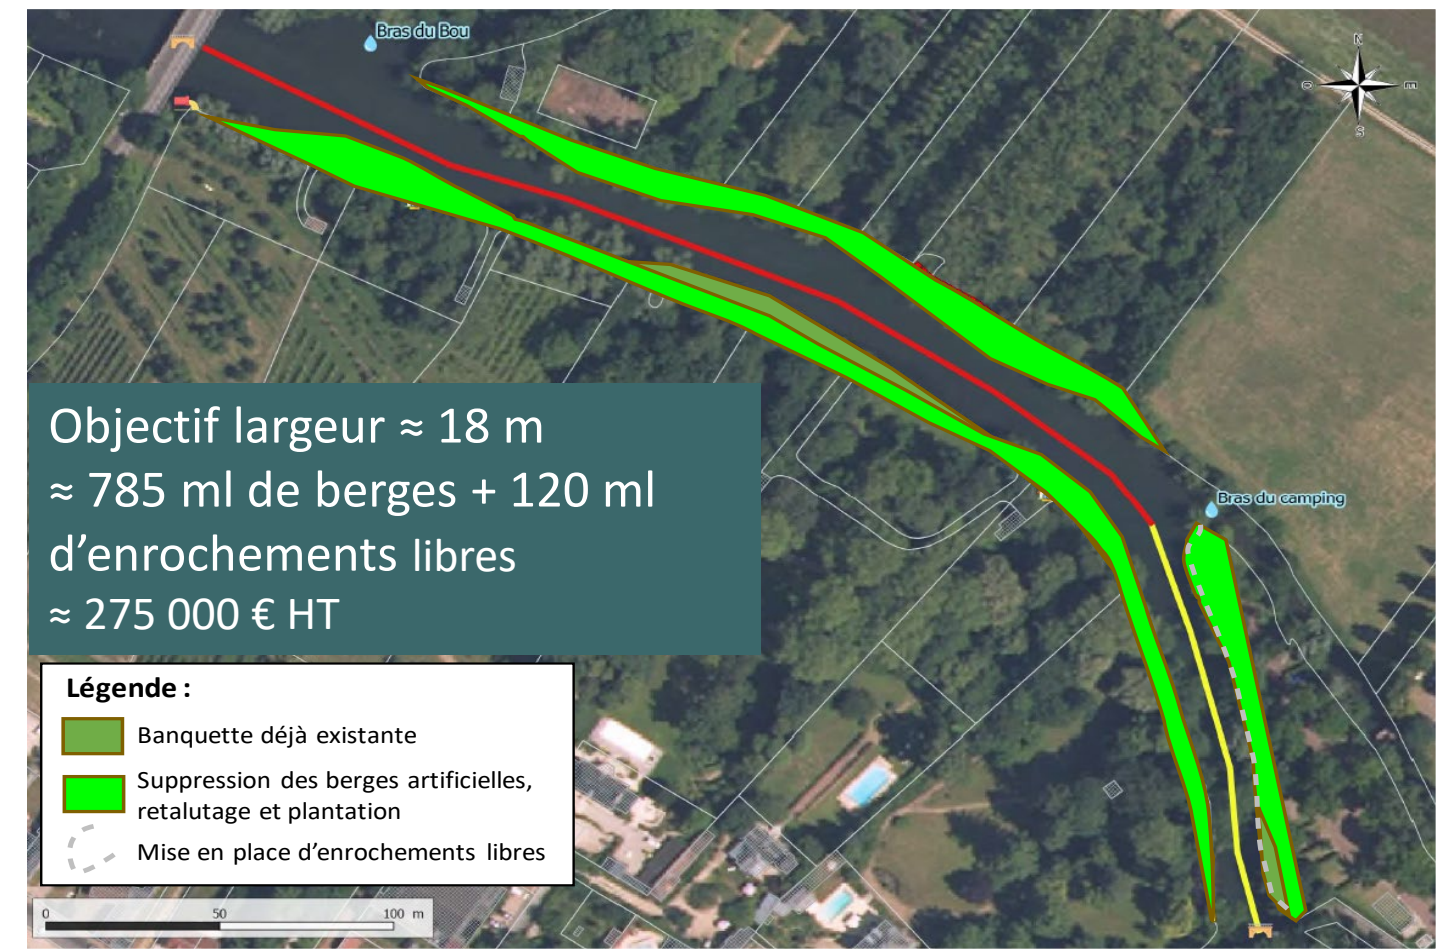 Bras du Bou
N
O
E
S
Bras du camping
Objectif largeur ≈ 18 m
≈ 785 ml de berges + 120 ml
d’enrochements libres
≈ 275 000 € HT
Légende :
Banquette déjà existante
Suppression des berges artificielles,
retalutage et plantation
Mise en place d’enrochements libres
0 50 100 m